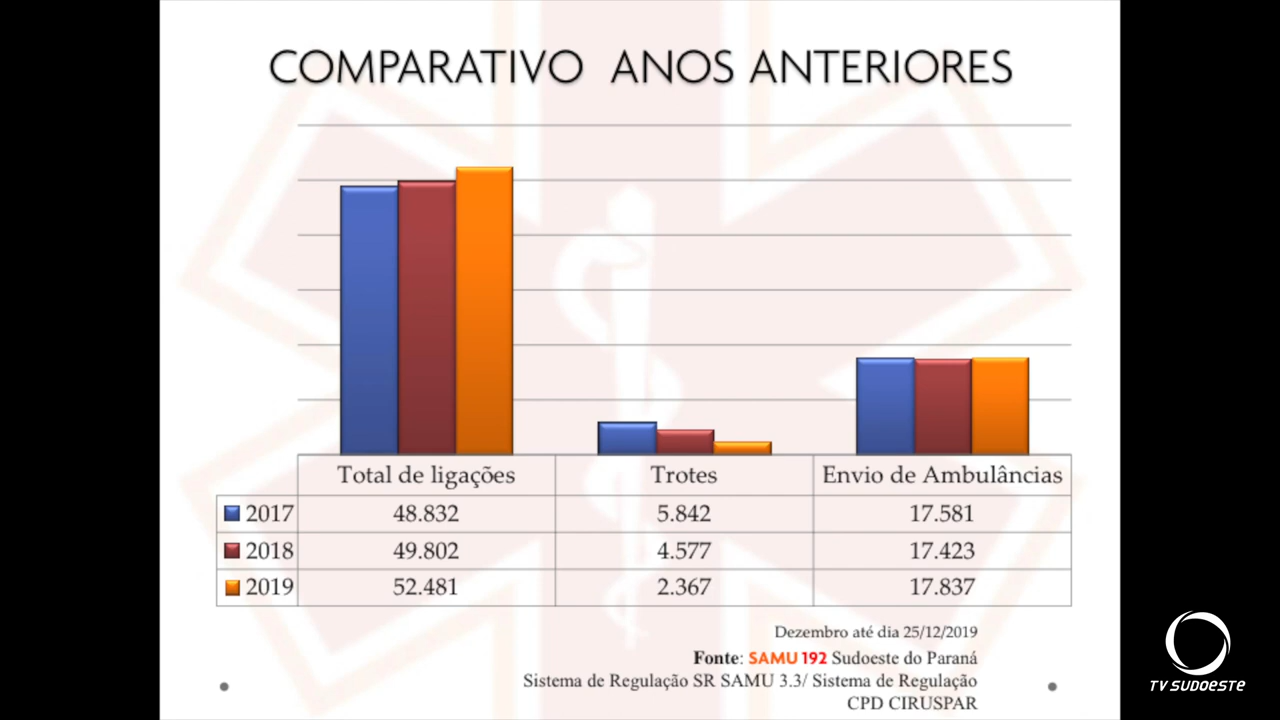 COMPARATIVO ANOS ANTERIORES
Total de ligações Trotes Envio de Ambulâncias
2017 48.832 5.842 17.581
2018 49.802 4.577 17.423
2019 52.481 2.367 17.837
Dezembro até dia 25/12/2019
Fonte: SAMU 192 Sudoeste do Paraná
Sistema de Regulação SR SAMU 3.3/ Sistema de Regulação
CPD CIRUSPAR
TV SUDOESTE